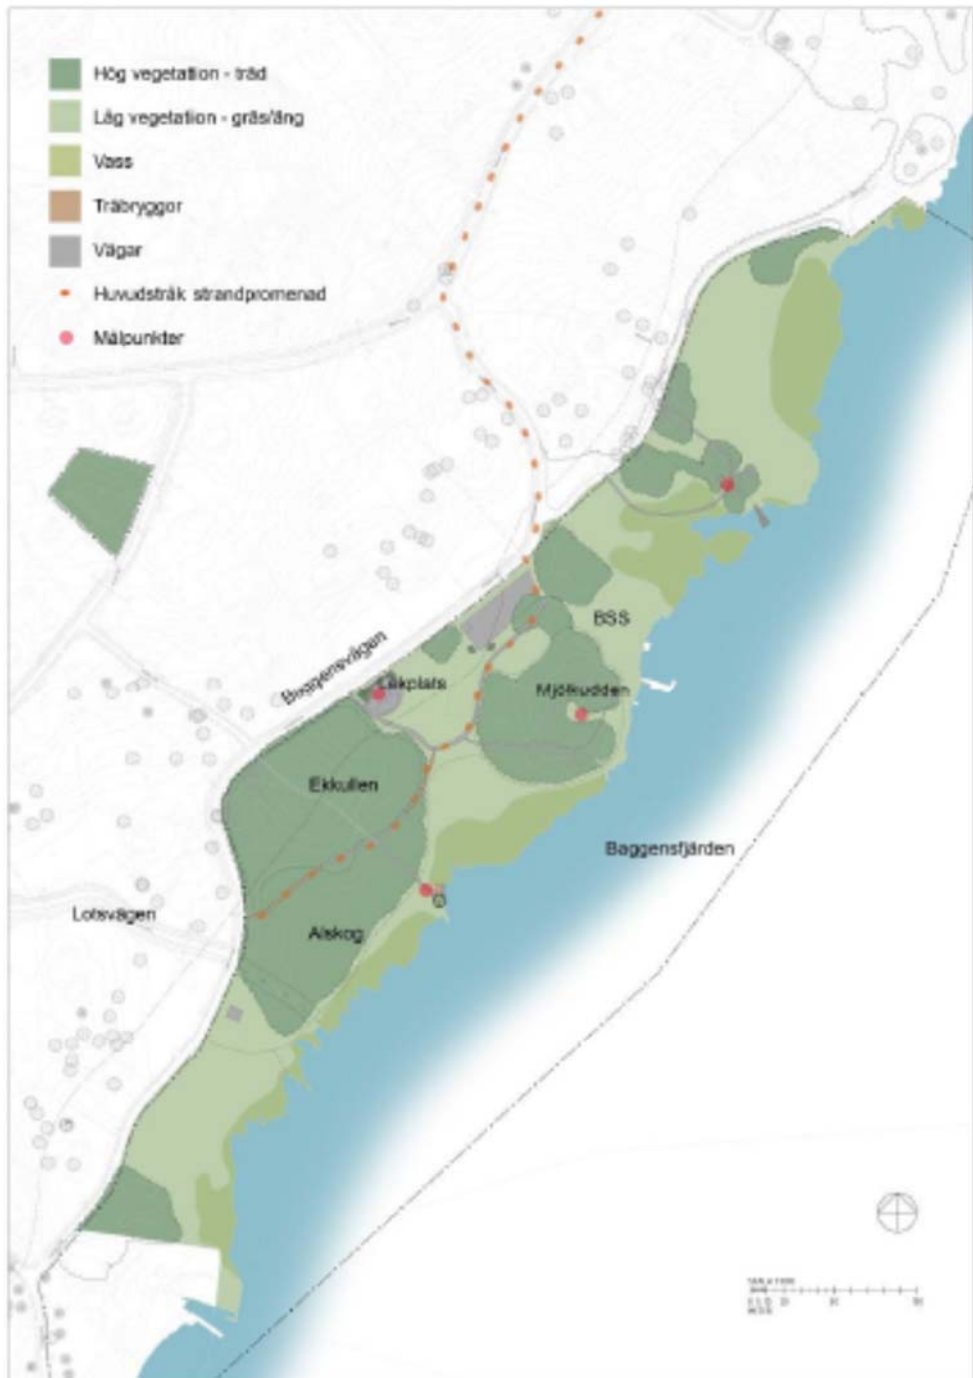 Hög vegetation - träd
Låg vegetation - gräs/äng
Vass
Träbryggor
Vägar
Huvudstråk strandpromenad
Målpunkter
BSS
Baggensvägen
Lekplats
Mjölkudden
Ekkullen
Baggensfjärden
Lotsvägen
Alskog